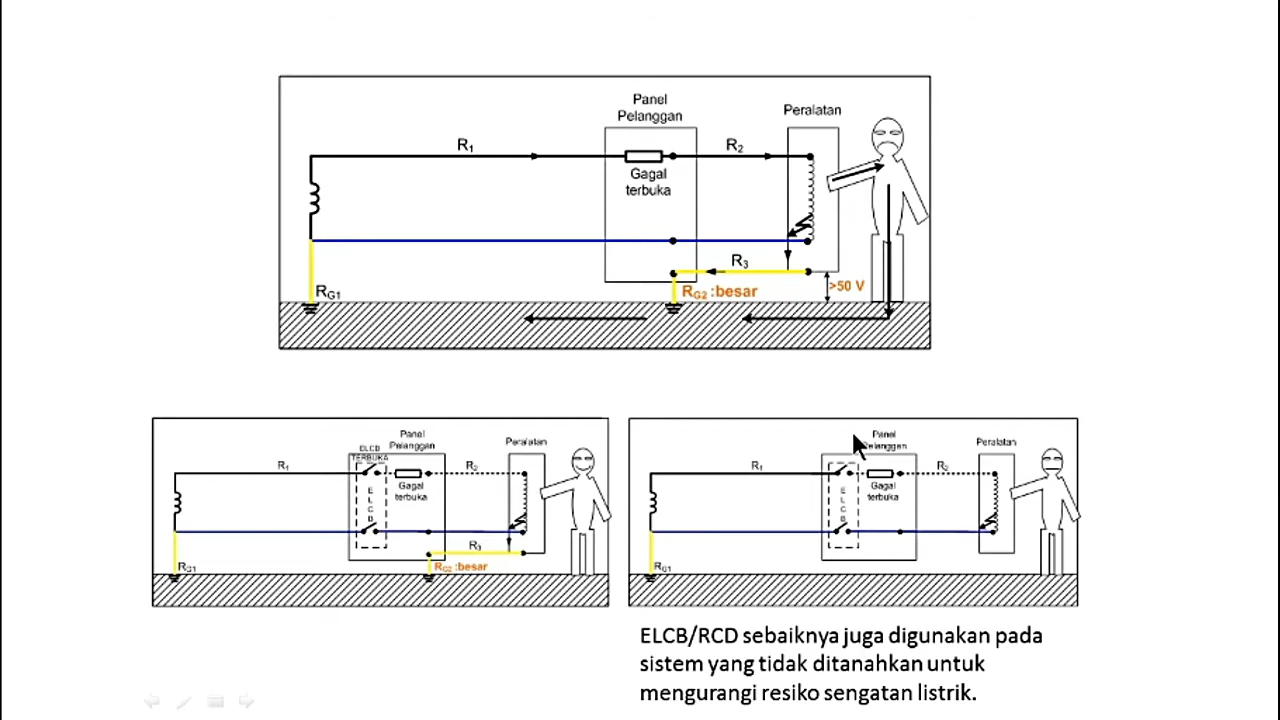 Panel
Pelanggan
Peralatan
R1
R2
Gagal
terbuka
R3
RG1
RG2 :besar
>50 V
ELCD
TERBUKA
Panel
Pelanggan
Peralatan
R1
R2
Gagal
terbuka
E
L
C
B
R3
RG1
RG2 :besar
Panel
Pelanggan
Peralatan
R1
R2
Gagal
terbuka
E
L
C
B
RG1
ELCB/RCD sebaiknya juga digunakan pada
sistem yang tidak ditanahkan untuk
mengurangi resiko sengatan listrik.